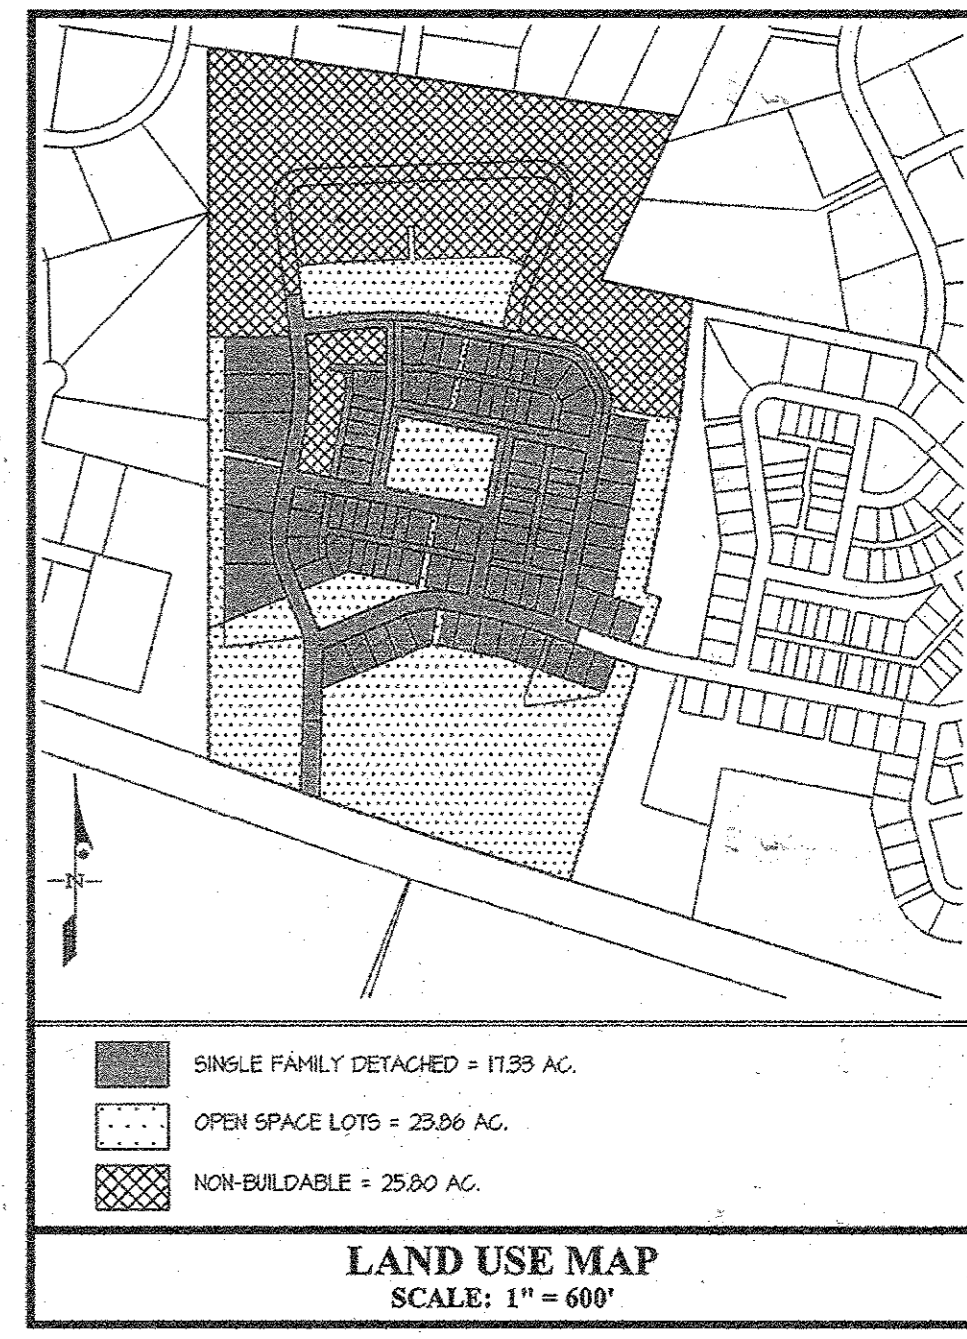 N
SINGLE FAMILY DETACHED = 17.33 AC.
OPEN SPACE LOTS = 23.86 AC.
NON-BUILDABLE = 25.80 AC.
LAND USE MAP
SCALE: 1" = 600'